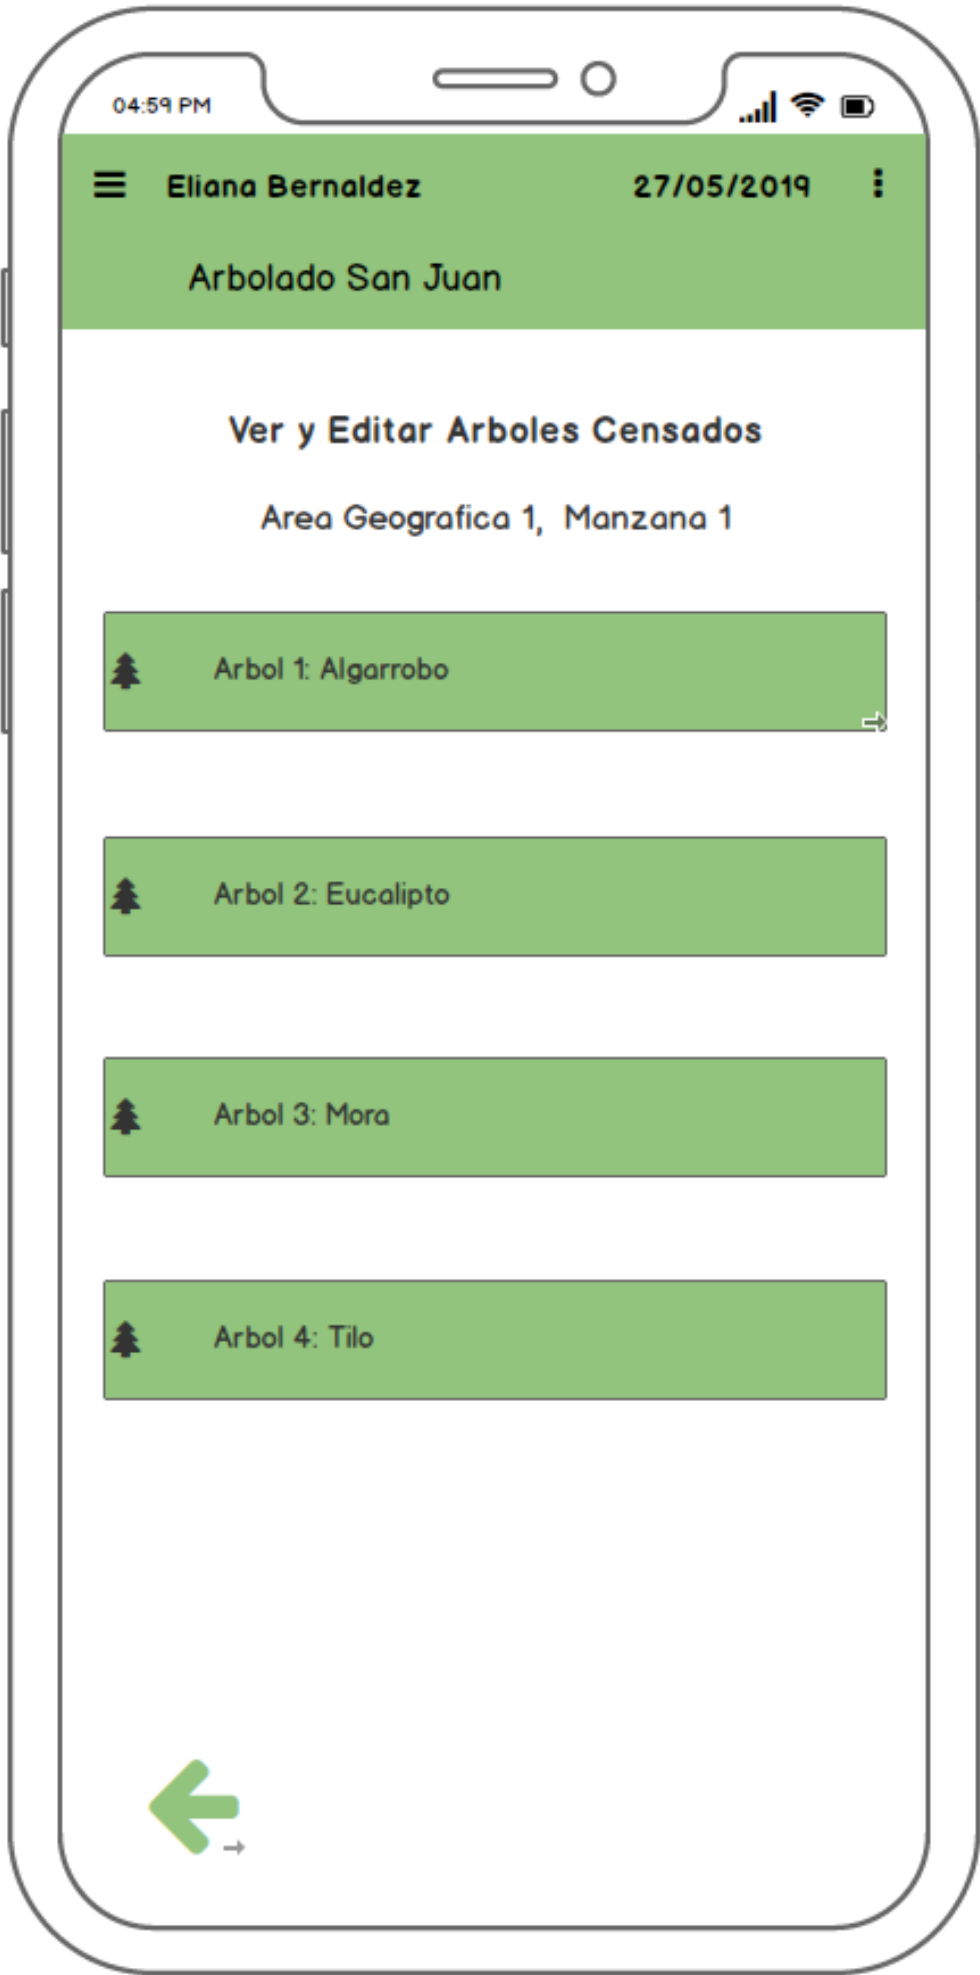 04:59 PM
Eliana Bernaldez 27/05/2019
Arbolado San Juan
Ver y Editar Arboles Censados
Area Geografica 1, Manzana 1
Arbol 1: Algarrobo
Arbol 2: Eucalipto
Arbol 3: Mora
Arbol 4: Tilo